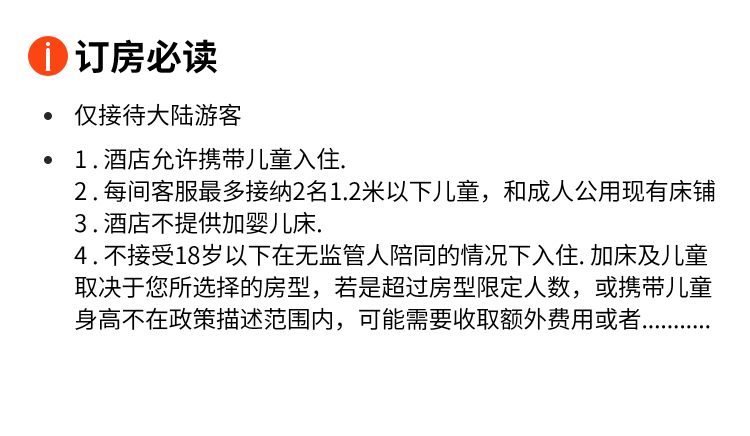 订房必读
仅接待大陆游客
1 . 酒店允许携带儿童入住.
2 . 每间客服最多接纳2名1.2米以下儿童，和成人公用现有床铺
3 . 酒店不提供加婴儿床.
4 . 不接受18岁以下在无监管人陪同的情况下入住. 加床及儿童
取决于您所选择的房型，若是超过房型限定人数，或携带儿童
身高不在政策描述范围内，可能需要收取额外费用或者...........